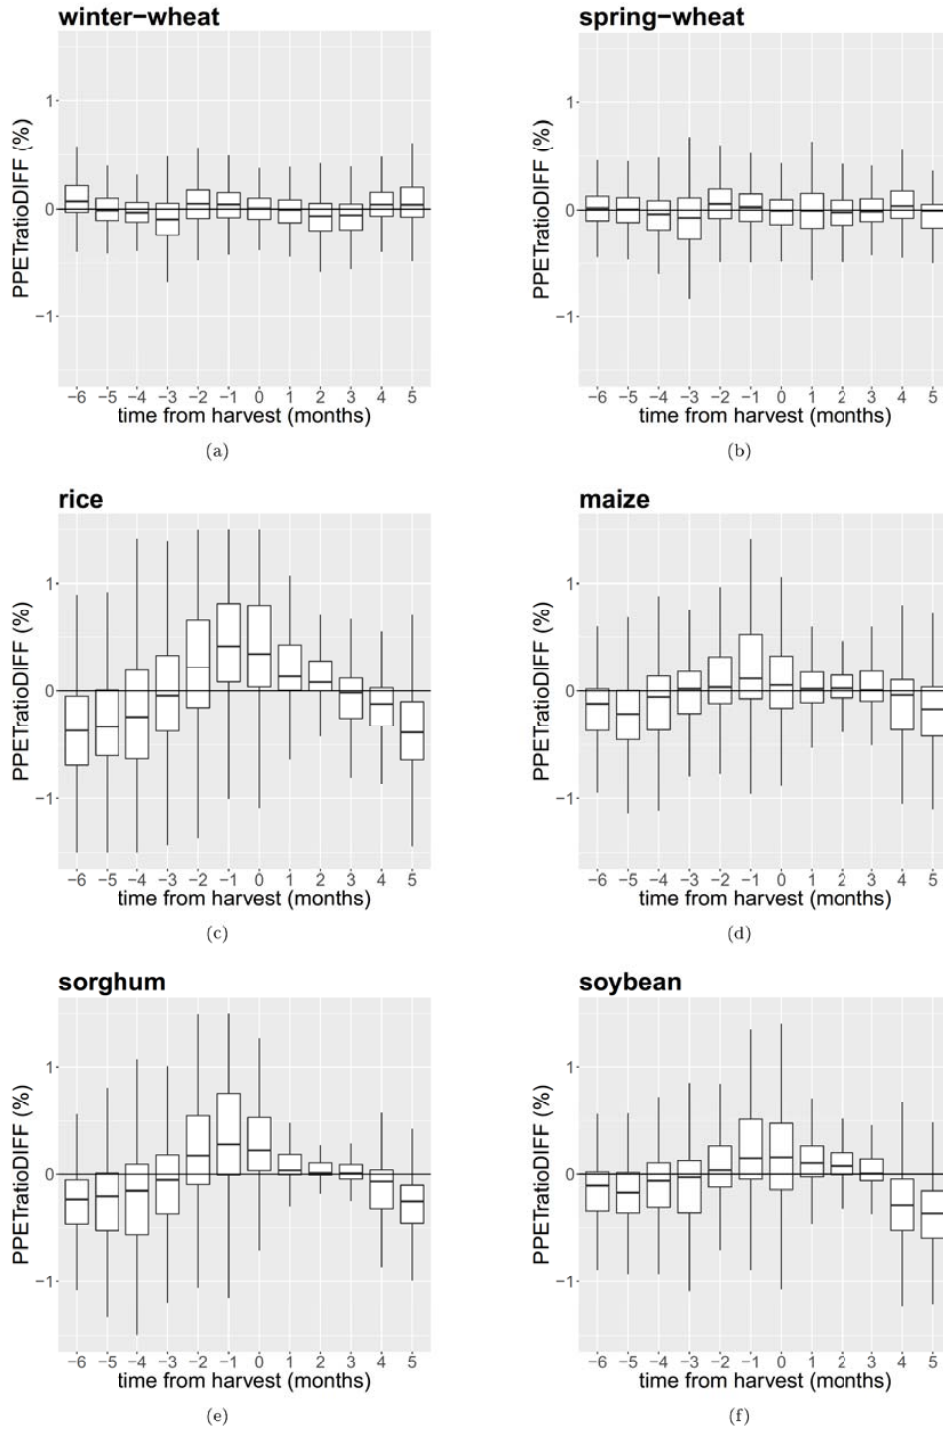 winter−wheat
PPETratioDIFF (%)
1
0
−1
−6 −5 −4 −3 −2 −1 0 1 2 3 4 5
time from harvest (months)
(a)
spring−wheat
PPETratioDIFF (%)
1
0
−1
−6 −5 −4 −3 −2 −1 0 1 2 3 4 5
time from harvest (months)
(b)
rice
PPETratioDIFF (%)
1
0
−1
−6 −5 −4 −3 −2 −1 0 1 2 3 4 5
time from harvest (months)
(c)
maize
PPETratioDIFF (%)
1
0
−1
−6 −5 −4 −3 −2 −1 0 1 2 3 4 5
time from harvest (months)
(d)
sorghum
PPETratioDIFF (%)
1
0
−1
−6 −5 −4 −3 −2 −1 0 1 2 3 4 5
time from harvest (months)
(e)
soybean
PPETratioDIFF (%)
1
0
−1
−6 −5 −4 −3 −2 −1 0 1 2 3 4 5
time from harvest (months)
(f)